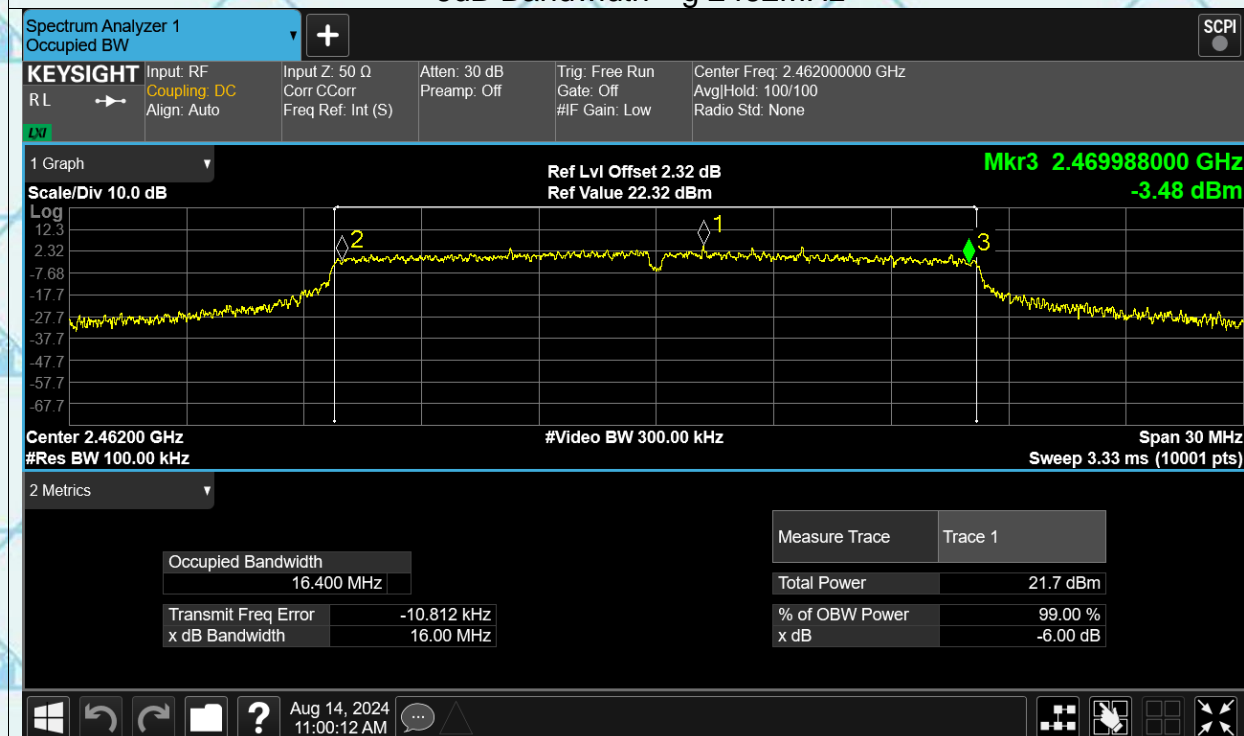 Spectrum Analyzer 1
Occupied BW
+
SCPI
KEYSIGHT
R L
LXI
Input: RF
Coupling: DC
Align: Auto
Input Z: 50 Ω
Corr CCorr
Freq Ref: Int (S)
Atten: 30 dB
Preamp: Off
Trig: Free Run
Gate: Off
#IF Gain: Low
Center Freq: 2.462000000 GHz
Avg|Hold: 100/100
Radio Std: None
1 Graph
Scale/Div 10.0 dB
Ref Lvl Offset 2.32 dB
Ref Value 22.32 dBm
Mkr3 2.469988000 GHz
-3.48 dBm
Log
12.3
2.32
-7.68
-17.7
-27.7
-37.7
-47.7
-57.7
-67.7
2
1
3
Center 2.46200 GHz
#Video BW 300.00 kHz
Span 30 MHz
#Res BW 100.00 kHz
Sweep 3.33 ms (10001 pts)
2 Metrics
Measure Trace Trace 1
Occupied Bandwidth
16.400 MHz
Total Power 21.7 dBm
Transmit Freq Error -10.812 kHz
% of OBW Power 99.00 %
x dB Bandwidth 16.00 MHz
x dB -6.00 dB
?
Aug 14, 2024
11:00:12 AM